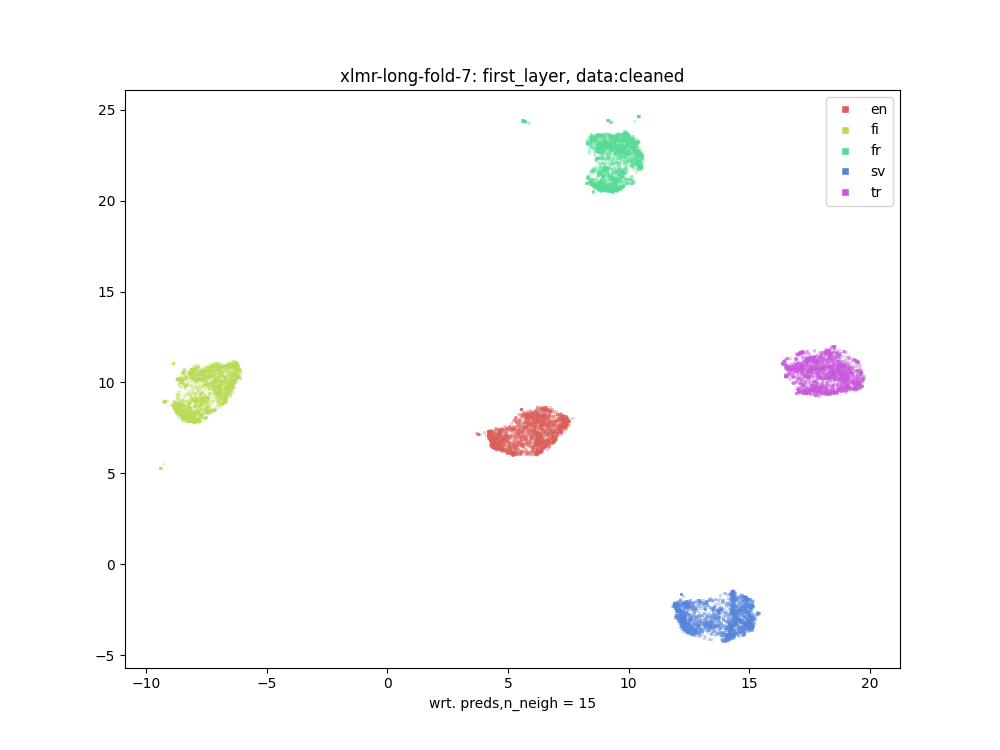 xlmr-long-fold-7: first_layer, data:cleaned
25
20
15
10
5
0
−5
−10
−5
0
5
10
15
20
en
fi
fr
sv
tr
wrt. preds,n_neigh = 15